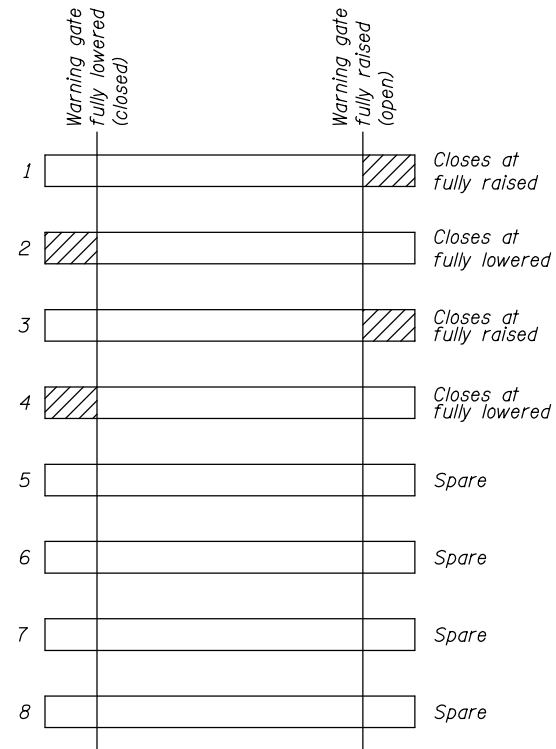 Warning gate
fully lowered
(closed)
Warning gate
fully raised
(open)
1
Closes at
fully raised
2
Closes at
fully lowered
3
Closes at
fully raised
4
Closes at
fully lowered
5
Spare
6
Spare
7
Spare
8
Spare